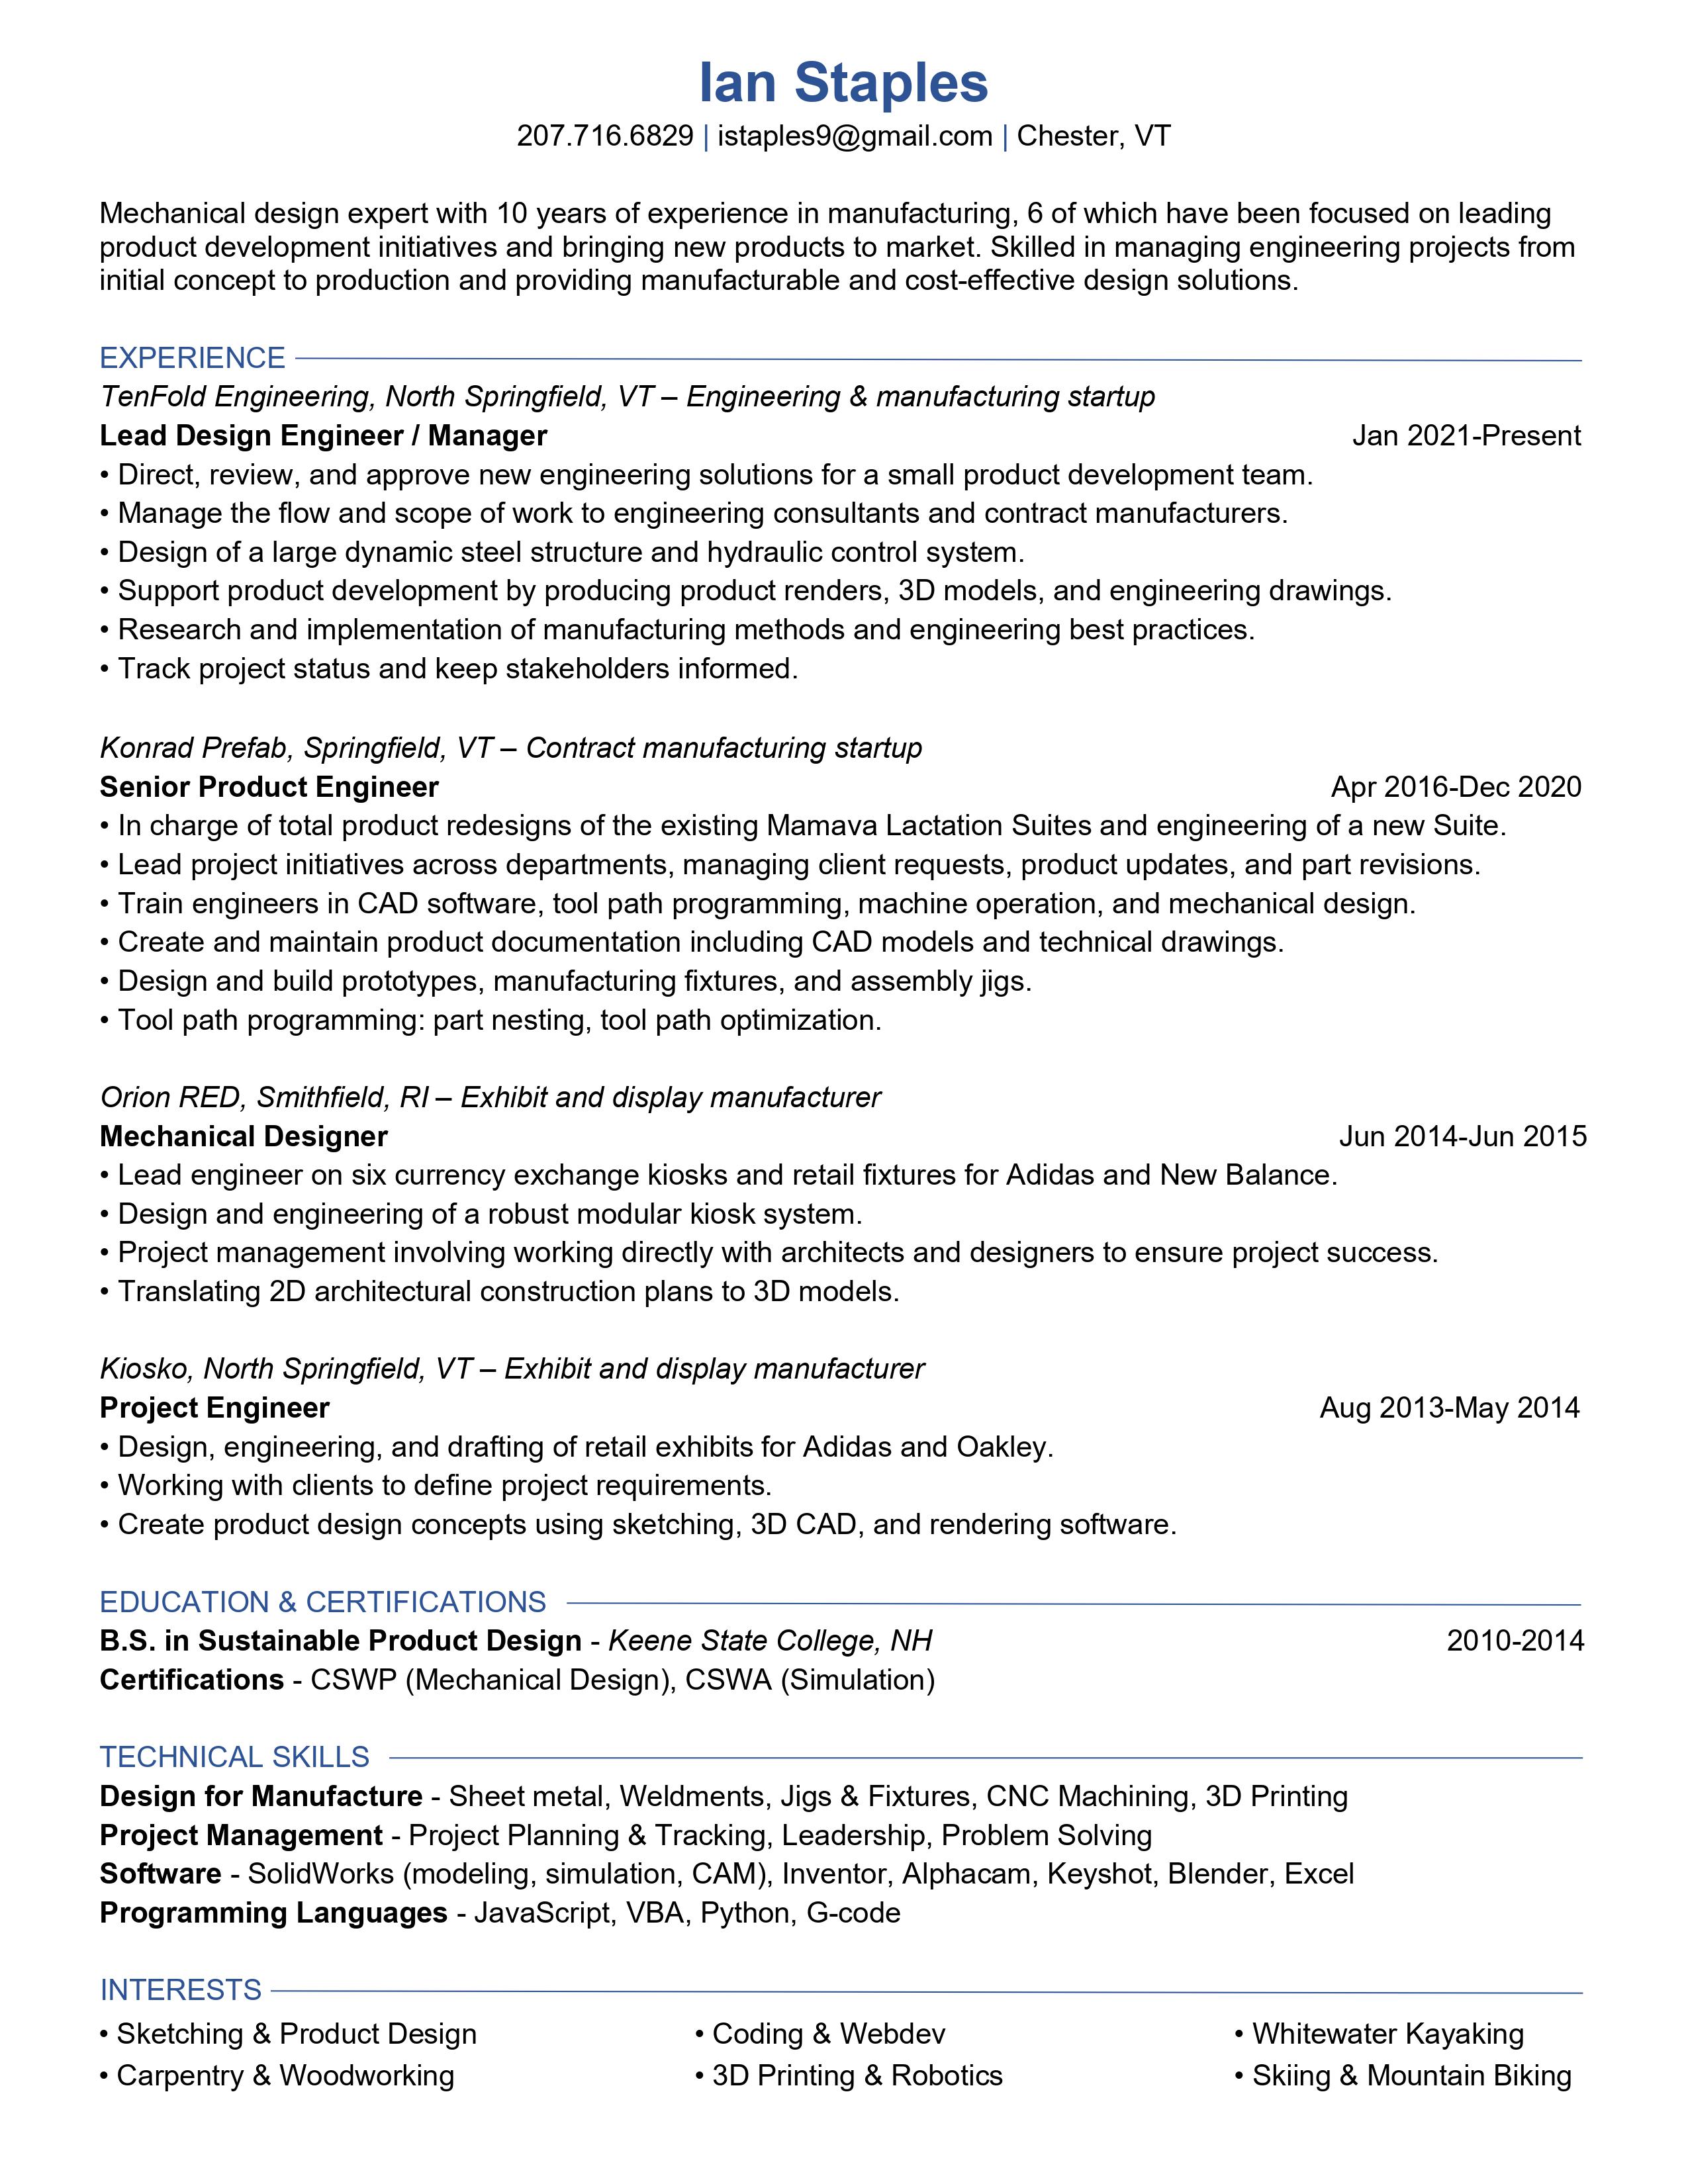 Ian Staples
207.716.6829 | istaples9@gmail.com | Chester, VT
Mechanical design expert with 10 years of experience in manufacturing, 6 of which have been focused on leading
product development initiatives and bringing new products to market. Skilled in managing engineering projects from
initial concept to production and providing manufacturable and cost-effective design solutions.
EXPERIENCE
TenFold Engineering, North Springfield, VT – Engineering & manufacturing startup
Lead Design Engineer / Manager Jan 2021-Present
• Direct, review, and approve new engineering solutions for a small product development team.
• Manage the flow and scope of work to engineering consultants and contract manufacturers.
• Design of a large dynamic steel structure and hydraulic control system.
• Support product development by producing product renders, 3D models, and engineering drawings.
• Research and implementation of manufacturing methods and engineering best practices.
• Track project status and keep stakeholders informed.
Konrad Prefab, Springfield, VT – Contract manufacturing startup
Senior Product Engineer Apr 2016-Dec 2020
• In charge of total product redesigns of the existing Mamava Lactation Suites and engineering of a new Suite.
• Lead project initiatives across departments, managing client requests, product updates, and part revisions.
• Train engineers in CAD software, tool path programming, machine operation, and mechanical design.
• Create and maintain product documentation including CAD models and technical drawings.
• Design and build prototypes, manufacturing fixtures, and assembly jigs.
• Tool path programming: part nesting, tool path optimization.
Orion RED, Smithfield, RI – Exhibit and display manufacturer
Mechanical Designer Jun 2014-Jun 2015
• Lead engineer on six currency exchange kiosks and retail fixtures for Adidas and New Balance.
• Design and engineering of a robust modular kiosk system.
• Project management involving working directly with architects and designers to ensure project success.
• Translating 2D architectural construction plans to 3D models.
Kiosko, North Springfield, VT – Exhibit and display manufacturer
Project Engineer Aug 2013-May 2014
• Design, engineering, and drafting of retail exhibits for Adidas and Oakley.
• Working with clients to define project requirements.
• Create product design concepts using sketching, 3D CAD, and rendering software.
EDUCATION & CERTIFICATIONS
B.S. in Sustainable Product Design - Keene State College, NH 2010-2014
Certifications - CSWP (Mechanical Design), CSWA (Simulation)
TECHNICAL SKILLS
Design for Manufacture - Sheet metal, Weldments, Jigs & Fixtures, CNC Machining, 3D Printing
Project Management - Project Planning & Tracking, Leadership, Problem Solving
Software - SolidWorks (modeling, simulation, CAM), Inventor, Alphacam, Keyshot, Blender, Excel
Programming Languages - JavaScript, VBA, Python, G-code
INTERESTS
• Sketching & Product Design • Coding & Webdev • Whitewater Kayaking
• Carpentry & Woodworking • 3D Printing & Robotics • Skiing & Mountain Biking